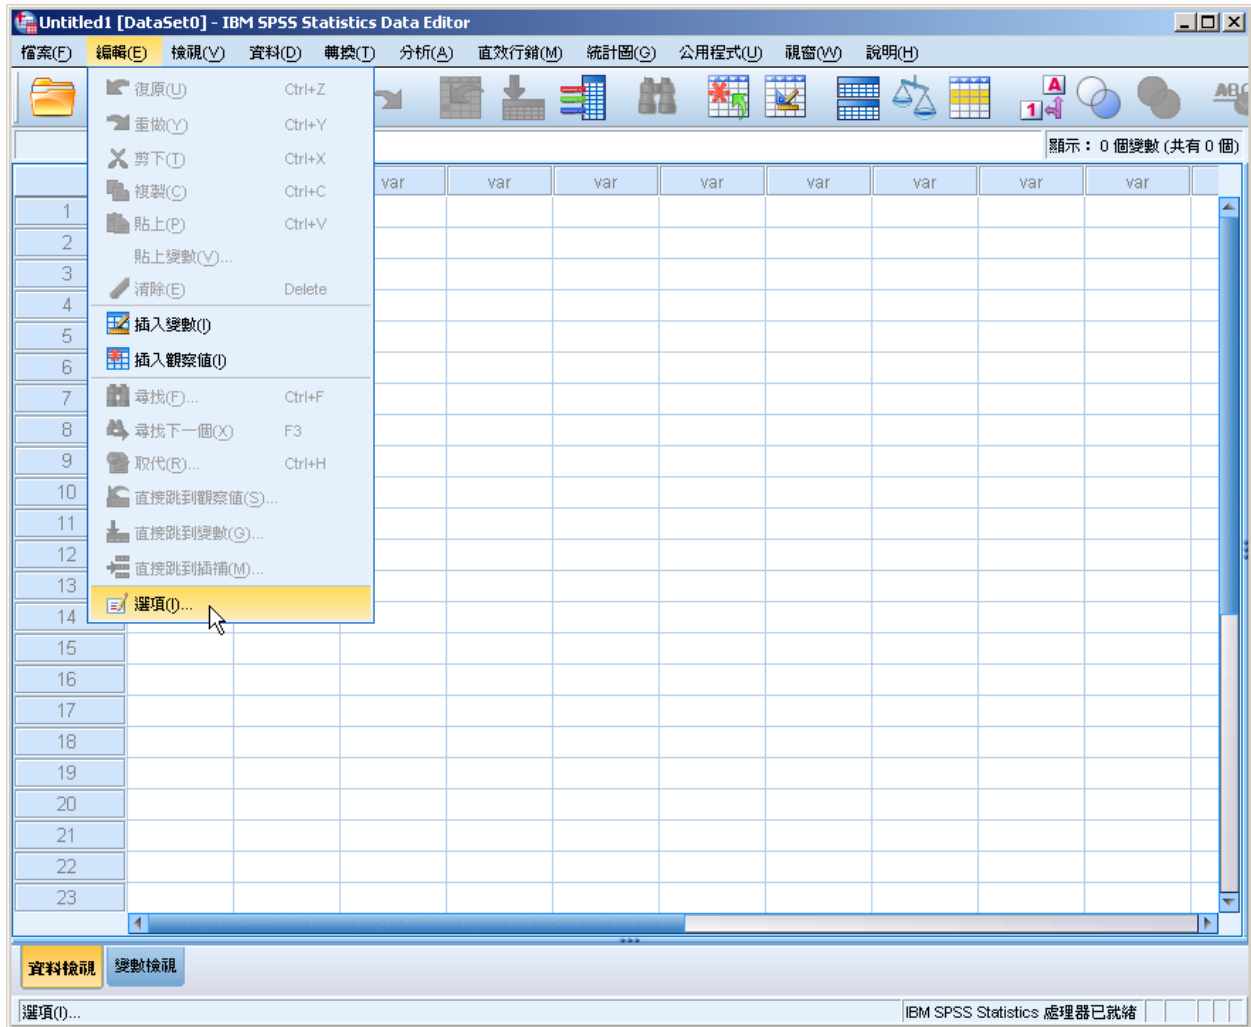 Untitled1 [DataSet0] - IBM SPSS Statistics Data Editor
檔案(F) 編輯(E) 檢視(V) 資料(D) 轉換(T) 分析(A) 直效行銷(M) 統計圖(G) 公用程式(U) 視窗(W) 說明(H)
A
1
ABC
顯示： 0 個變數 (共有 0 個)
var var var var var var var var
復原(U) Ctrl+Z
重做(Y) Ctrl+Y
剪下(T) Ctrl+X
複製(C) Ctrl+C
貼上(P) Ctrl+V
貼上變數(V)...
清除(E) Delete
插入變數(I)
插入觀察值(I)
尋找(F)... Ctrl+F
尋找下一個(X) F3
取代(R)... Ctrl+H
直接跳到觀察值(S)...
直接跳到變數(G)...
直接跳到插補(M)...
選項(I)...
1
2
3
4
5
6
7
8
9
10
11
12
13
14
15
16
17
18
19
20
21
22
23
資料檢視 變數檢視
選項(I)... IBM SPSS Statistics 處理器已就緒